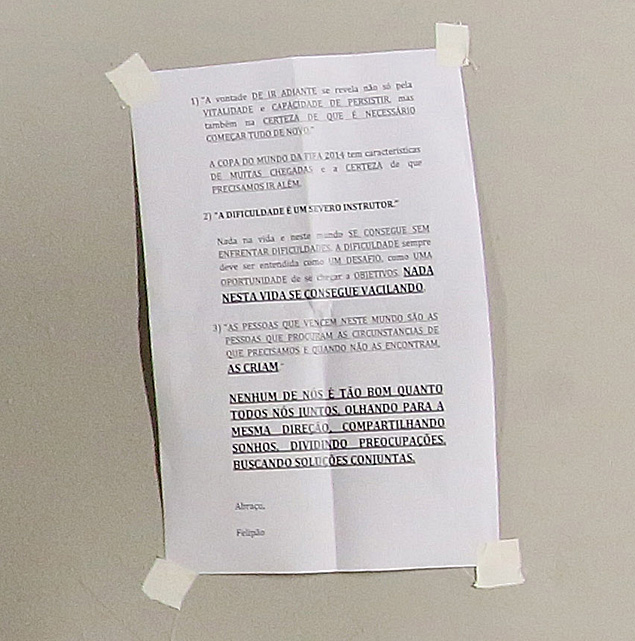 1) "A vontade DE IR ADIANTE se revela não só pela
VITALIDADE e CAPACIDADE DE PERSISTIR, mas
também na CERTEZA DE QUE É NECESSÁRIO
COMEÇAR TUDO DE NOVO."
A COPA DO MUNDO DA FIFA 2014 tem características
DE MUITAS CHEGADAS e a CERTEZA de que
PRECISAMOS IR ALÉM.
2) "A DIFICULDADE É UM SEVERO INSTRUTOR."
Nada na vida e neste mundo SE CONSEGUE SEM
ENFRENTAR DIFICULDADES. A DIFICULDADE sempre
deve ser entendida como UM DESAFIO, como UMA
OPORTUNIDADE de se chegar a OBJETIVOS. NADA
NESTA VIDA SE CONSEGUE VACILANDO.
3) "AS PESSOAS QUE VENCEM NESTE MUNDO SÃO AS
PESSOAS QUE PROCURAM AS CIRCUNSTANCIAS DE
QUE PRECISAMOS E QUANDO NÃO AS ENCONTRAM,
AS CRIAM."
NENHUM DE NÓS É TÃO BOM QUANTO
TODOS NÓS JUNTOS, OLHANDO PARA A
MESMA DIREÇÃO, COMPARTILHANDO
SONHOS, DIVIDINDO PREOCUPAÇÕES,
BUSCANDO SOLUÇÕES CONJUNTAS.
Abraço,
Felipão